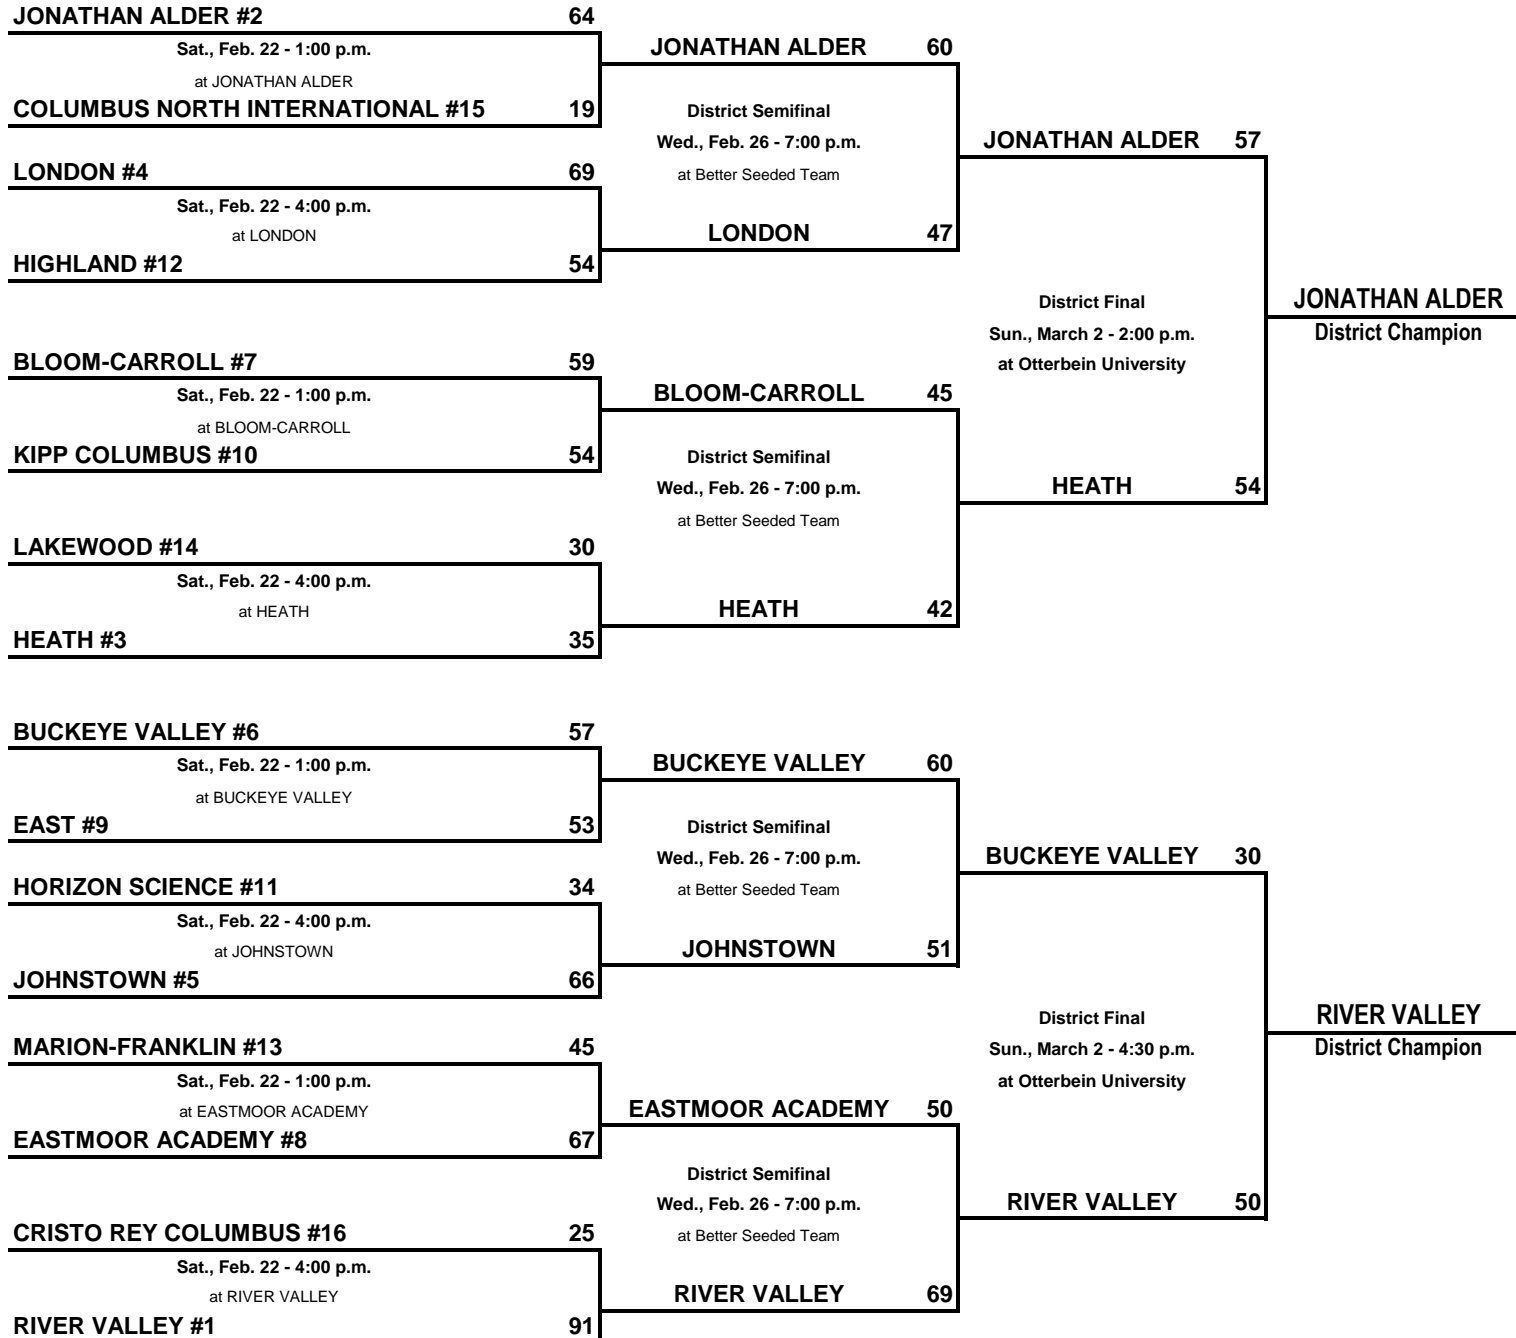 JONATHAN ALDER #2 64
Sat., Feb. 22 - 1:00 p.m.
at JONATHAN ALDER
COLUMBUS NORTH INTERNATIONAL #15 19
LONDON #4 69
Sat., Feb. 22 - 4:00 p.m.
at LONDON
HIGHLAND #12 54
BLOOM-CARROLL #7 59
Sat., Feb. 22 - 1:00 p.m.
at BLOOM-CARROLL
KIPP COLUMBUS #10 54
LAKEWOOD #14 30
Sat., Feb. 22 - 4:00 p.m.
at HEATH
HEATH #3 35
BUCKEYE VALLEY #6 57
Sat., Feb. 22 - 1:00 p.m.
at BUCKEYE VALLEY
EAST #9 53
HORIZON SCIENCE #11 34
Sat., Feb. 22 - 4:00 p.m.
at JOHNSTOWN
JOHNSTOWN #5 66
MARION-FRANKLIN #13 45
Sat., Feb. 22 - 1:00 p.m.
at EASTMOOR ACADEMY
EASTMOOR ACADEMY #8 67
CRISTO REY COLUMBUS #16 25
Sat., Feb. 22 - 4:00 p.m.
at RIVER VALLEY
RIVER VALLEY #1 91
JONATHAN ALDER 60
District Semifinal
Wed., Feb. 26 - 7:00 p.m.
at Better Seeded Team
LONDON 47
BLOOM-CARROLL 45
District Semifinal
Wed., Feb. 26 - 7:00 p.m.
at Better Seeded Team
HEATH 42
BUCKEYE VALLEY 60
District Semifinal
Wed., Feb. 26 - 7:00 p.m.
at Better Seeded Team
JOHNSTOWN 51
EASTMOOR ACADEMY 50
District Semifinal
Wed., Feb. 26 - 7:00 p.m.
at Better Seeded Team
RIVER VALLEY 69
JONATHAN ALDER 57
District Final
Sun., March 2 - 2:00 p.m.
at Otterbein University
HEATH 54
BUCKEYE VALLEY 30
District Final
Sun., March 2 - 4:30 p.m.
at Otterbein University
RIVER VALLEY 50
JONATHAN ALDER
District Champion
RIVER VALLEY
District Champion